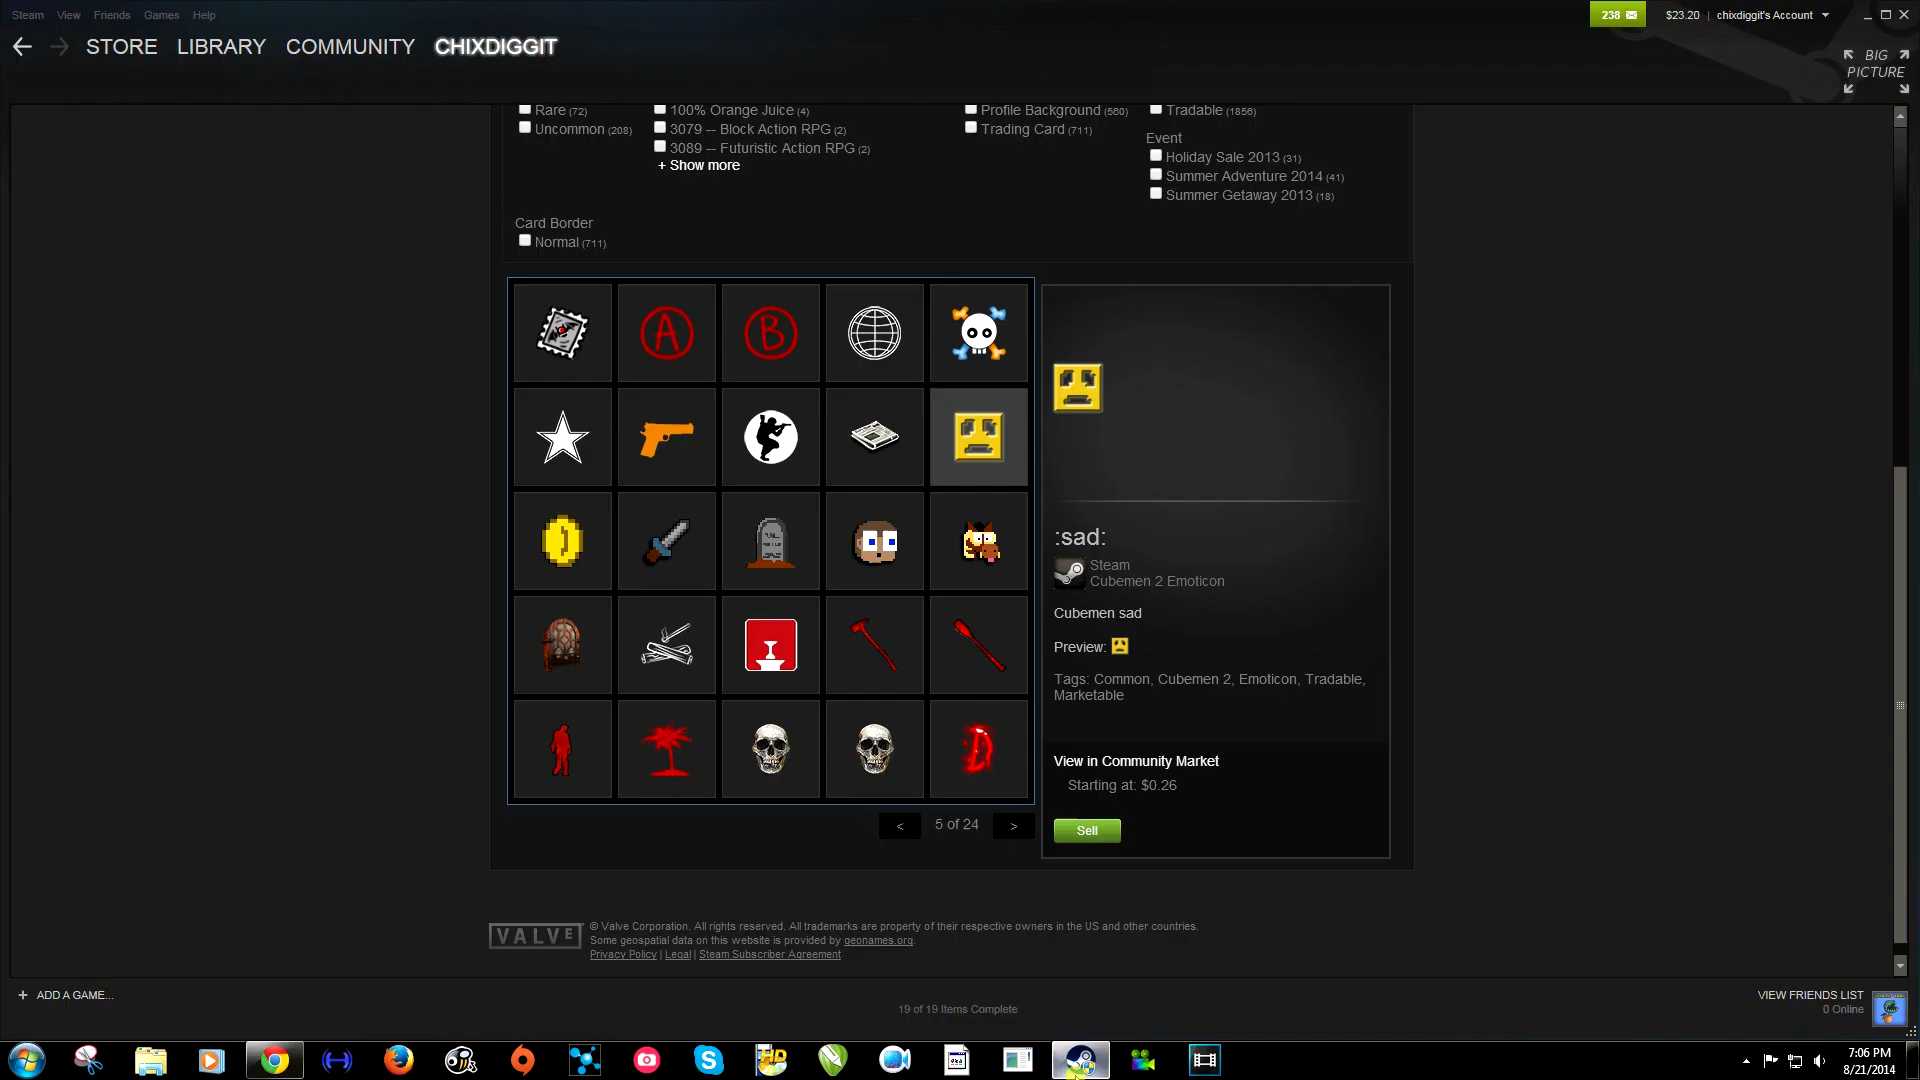 Steam View Friends Games Help
238 $23.20 | chixdiggit's Account
STORE LIBRARY COMMUNITY CHIXDIGGIT
BIG PICTURE
Rare (72)
Uncommon (208)
100% Orange Juice (4)
3079 -- Block Action RPG (2)
3089 -- Futuristic Action RPG (2)
+ Show more
Profile Background (560)
Trading Card (711)
Tradable (1856)
Event
Holiday Sale 2013 (31)
Summer Adventure 2014 (41)
Summer Getaway 2013 (18)
Card Border
Normal (711)
A
B
:sad:
Steam
Cubemen 2 Emoticon
Cubemen sad
Preview:
Tags: Common, Cubemen 2, Emoticon, Tradable,
Marketable
View in Community Market
Starting at: $0.26
Sell
D
< 5 of 24 >
VALVE
© Valve Corporation. All rights reserved. All trademarks are property of their respective owners in the US and other countries.
Some geospatial data on this website is provided by geonames.org.
Privacy Policy | Legal | Steam Subscriber Agreement
+ ADD A GAME...
19 of 19 Items Complete
VIEW FRIENDS LIST
0 Online
7:06 PM
8/21/2014